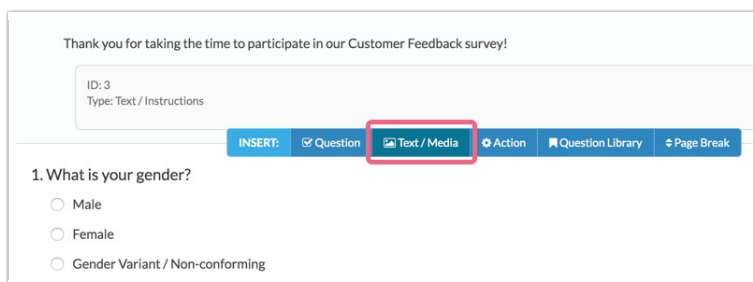 Thank you for taking the time to participate in our Customer Feedback survey!
ID: 3
Type: Text / Instructions
INSERT: Question Text / Media Action Question Library Page Break
1. What is your gender?
Male
Female
Gender Variant / Non-conforming